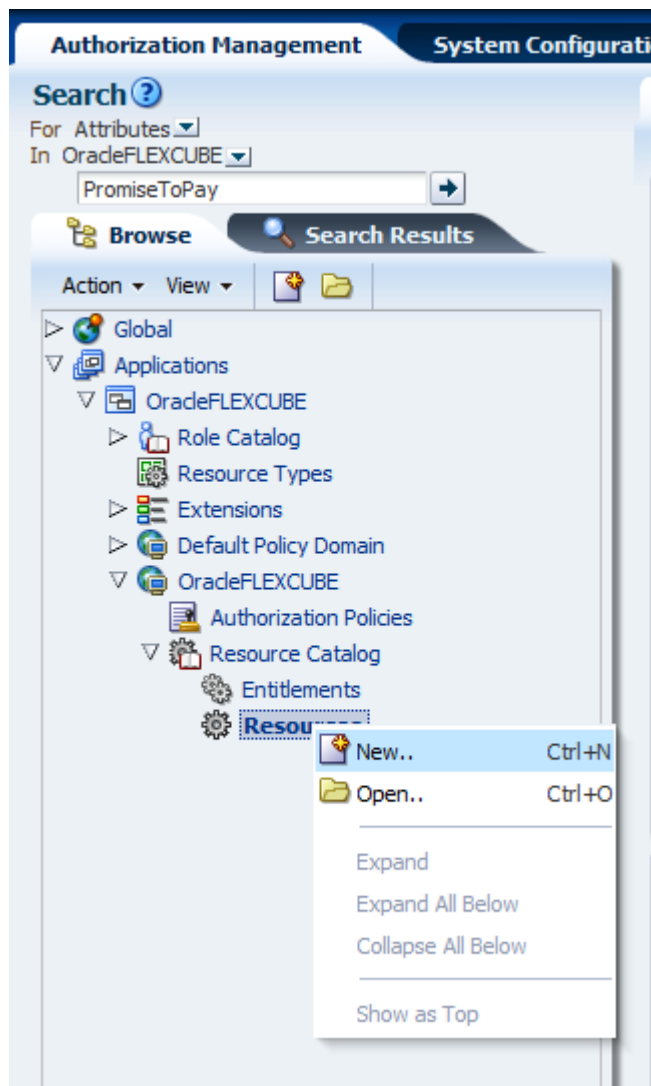 Authorization Management System Configurati
Search ?
For Attributes
In OracleFLEXCUBE
PromiseToPay
Browse Search Results
Action View
Global
Applications
OracleFLEXCUBE
Role Catalog
Resource Types
Extensions
Default Policy Domain
OracleFLEXCUBE
Authorization Policies
Resource Catalog
Entitlements
Resources
New.. Ctrl+N
Open.. Ctrl+O
Expand
Expand All Below
Collapse All Below
Show as Top